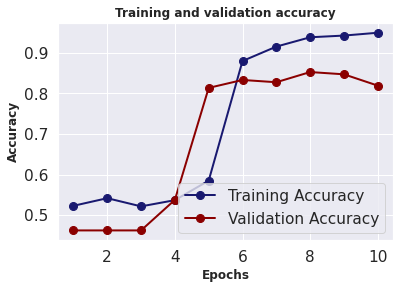 Training and validation accuracy
0.9
0.8
0.7
0.6
0.5
Accuracy
Training Accuracy
Validation Accuracy
2 4 6 8 10
Epochs